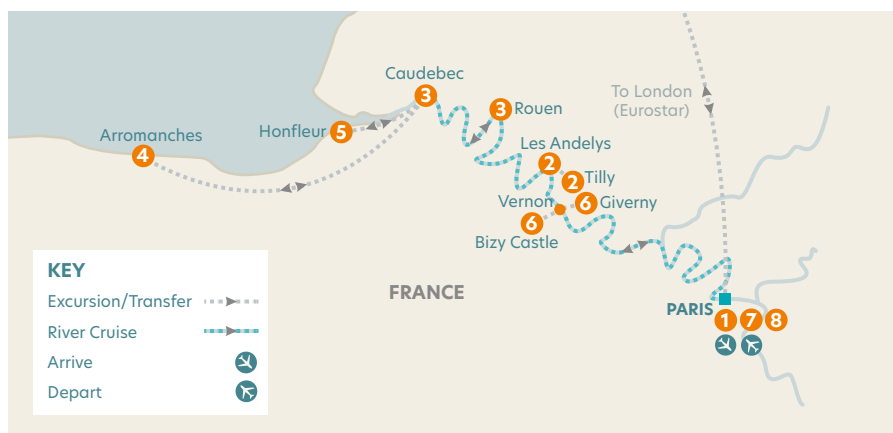 Caudebec
3
3 Rouen
To London
(Eurostar)
Arromanches
4
Honfleur 5
Les Andelys
2
2 Tilly
Vernon
6 Giverny
6
Bizy Castle
FRANCE
PARIS
1 7 8
KEY
Excursion/Transfer
River Cruise
Arrive
Depart